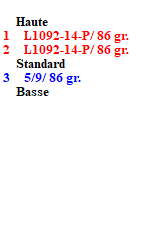 Haute
1 L1092-14-P/ 86 gr.
2 L1092-14-P/ 86 gr.
Standard
3 5/9/ 86 gr.
Basse